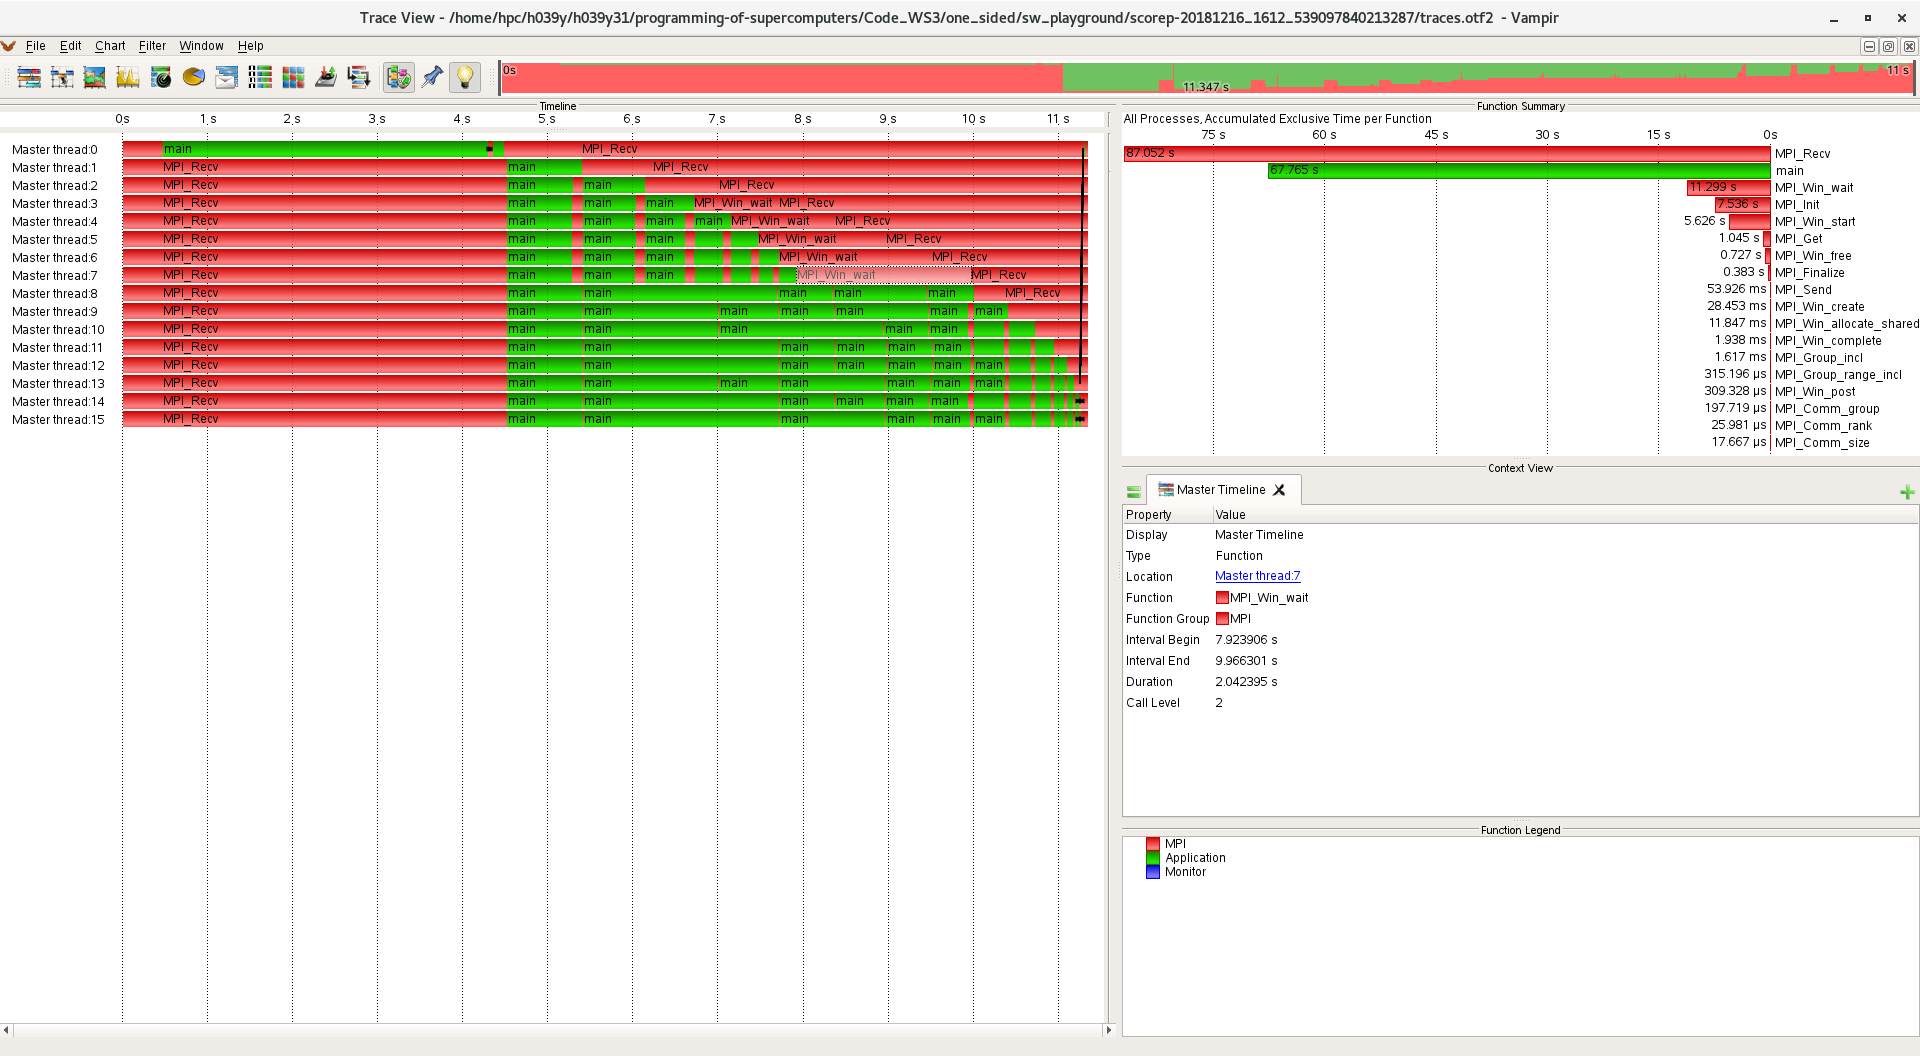 Trace View - /home/hpc/h039y/h039y31/programming-of-supercomputers/Code_WS3/one_sided/sw_playground/scorep-20181216_1612_539097840213287/traces.otf2 - Vampir
File Edit Chart Filter Window Help
0s 11.347 s 11 s
Timeline
0s 1 s 2 s 3 s 4 s 5 s 6 s 7 s 8 s 9 s 10 s 11 s
Master thread:0 main MPI_Recv
Master thread:1 MPI_Recv main MPI_Recv
Master thread:2 MPI_Recv main main MPI_Recv
Master thread:3 MPI_Recv main main main MPI_Win_wait MPI_Recv
Master thread:4 MPI_Recv main main main main MPI_Win_wait MPI_Recv
Master thread:5 MPI_Recv main main main MPI_Win_wait MPI_Recv
Master thread:6 MPI_Recv main main main MPI_Win_wait MPI_Recv
Master thread:7 MPI_Recv main main main MPI_Win_wait MPI_Recv
Master thread:8 MPI_Recv main main main main main MPI_Recv
Master thread:9 MPI_Recv main main main main main main main
Master thread:10 MPI_Recv main main main main main
Master thread:11 MPI_Recv main main main main main main
Master thread:12 MPI_Recv main main main main main main main
Master thread:13 MPI_Recv main main main main main main main
Master thread:14 MPI_Recv main main main main main main
Master thread:15 MPI_Recv main main main main main main
Function Summary
All Processes, Accumulated Exclusive Time per Function
75 s 60 s 45 s 30 s 15 s 0s
87.052 s MPI_Recv
67.765 s main
11.299 s MPI_Win_wait
7.536 s MPI_Init
5.626 s MPI_Win_start
1.045 s MPI_Get
0.727 s MPI_Win_free
0.383 s MPI_Finalize
53.926 ms MPI_Send
28.453 ms MPI_Win_create
11.847 ms MPI_Win_allocate_shared
1.938 ms MPI_Win_complete
1.617 ms MPI_Group_incl
315.196 µs MPI_Group_range_incl
309.328 µs MPI_Win_post
197.719 µs MPI_Comm_group
25.981 µs MPI_Comm_rank
17.667 µs MPI_Comm_size
Context View
Master Timeline
Property Value
Display Master Timeline
Type Function
Location Master thread:7
Function MPI_Win_wait
Function Group MPI
Interval Begin 7.923906 s
Interval End 9.966301 s
Duration 2.042395 s
Call Level 2
Function Legend
MPI
Application
Monitor